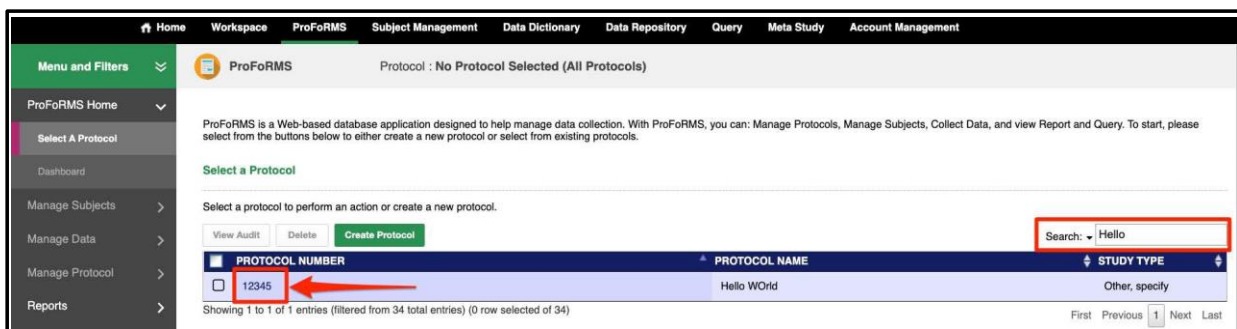 Home Workspace ProFoRMS Subject Management Data Dictionary Data Repository Query Meta Study Account Management
Menu and Filters
ProFoRMS Protocol : No Protocol Selected (All Protocols)
ProFoRMS Home
Select A Protocol
Dashboard
Manage Subjects
Manage Data
Manage Protocol
Reports
ProFoRMS is a Web-based database application designed to help manage data collection. With ProFoRMS, you can: Manage Protocols, Manage Subjects, Collect Data, and view Report and Query. To start, please
select from the buttons below to either create a new protocol or select from existing protocols.
Select a Protocol
Select a protocol to perform an action or create a new protocol.
View Audit Delete Create Protocol
Search: Hello
PROTOCOL NUMBER PROTOCOL NAME STUDY TYPE
12345 Hello WOrld Other, specify
Showing 1 to 1 of 1 entries (filtered from 34 total entries) (0 row selected of 34)
First Previous 1 Next Last